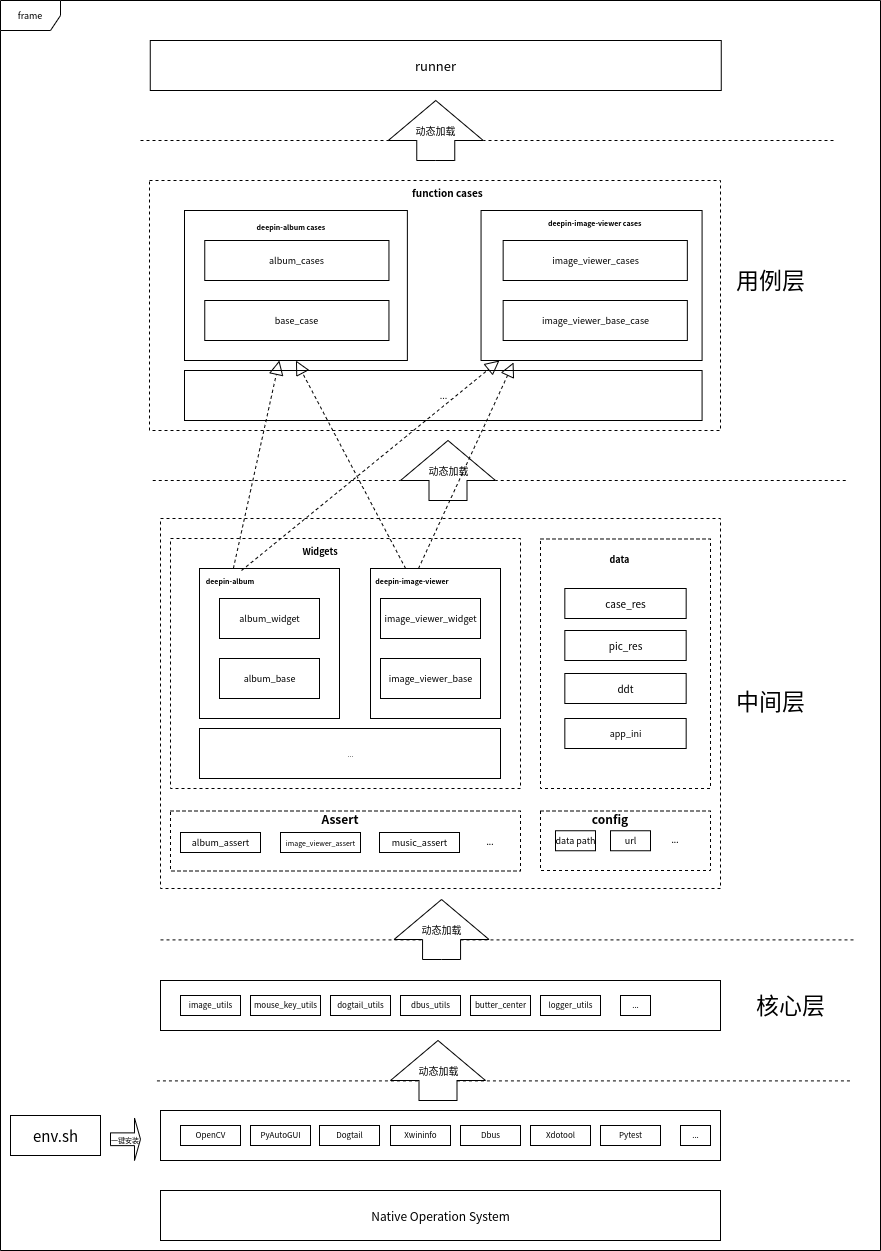 frame
runner
动态加载
function cases
deepin-album cases
album_cases
base_case
deepin-image-viewer cases
image_viewer_cases
image_viewer_base_case
...
用例层
动态加载
Widgets
deepin-album
album_widget
album_base
deepin-image-viewer
image_viewer_widget
image_viewer_base
...
data
case_res
pic_res
ddt
app_ini
中间层
Assert
album_assert
image_viewer_assert
music_assert
...
config
data path
url
...
动态加载
image_utils
mouse_key_utils
dogtail_utils
dbus_utils
butter_center
logger_utils
...
核心层
动态加载
env.sh
一键安装
OpenCV
PyAutoGUI
Dogtail
Xwininfo
Dbus
Xdotool
Pytest
...
Native Operation System